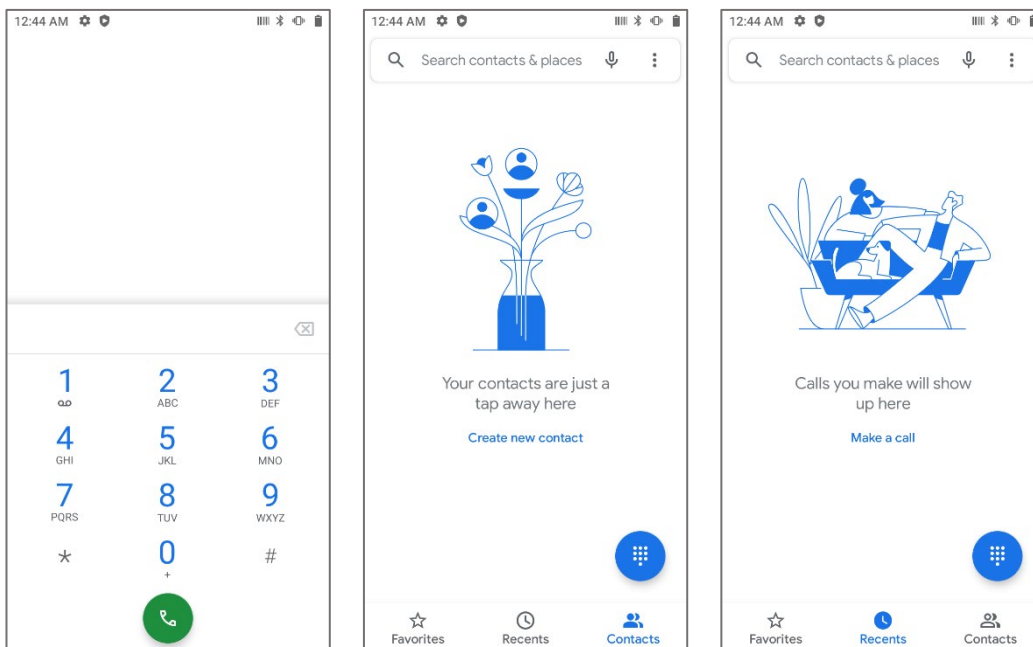 12:44 AM
1
2
ABC
3
DEF
4
GHI
5
JKL
6
MNO
7
PQRS
8
TUV
9
WXYZ
*
0
+
#
12:44 AM
Search contacts & places
Your contacts are just a
tap away here
Create new contact
Favorites
Recents
Contacts
12:44 AM
Search contacts & places
Calls you make will show
up here
Make a call
Favorites
Recents
Contacts